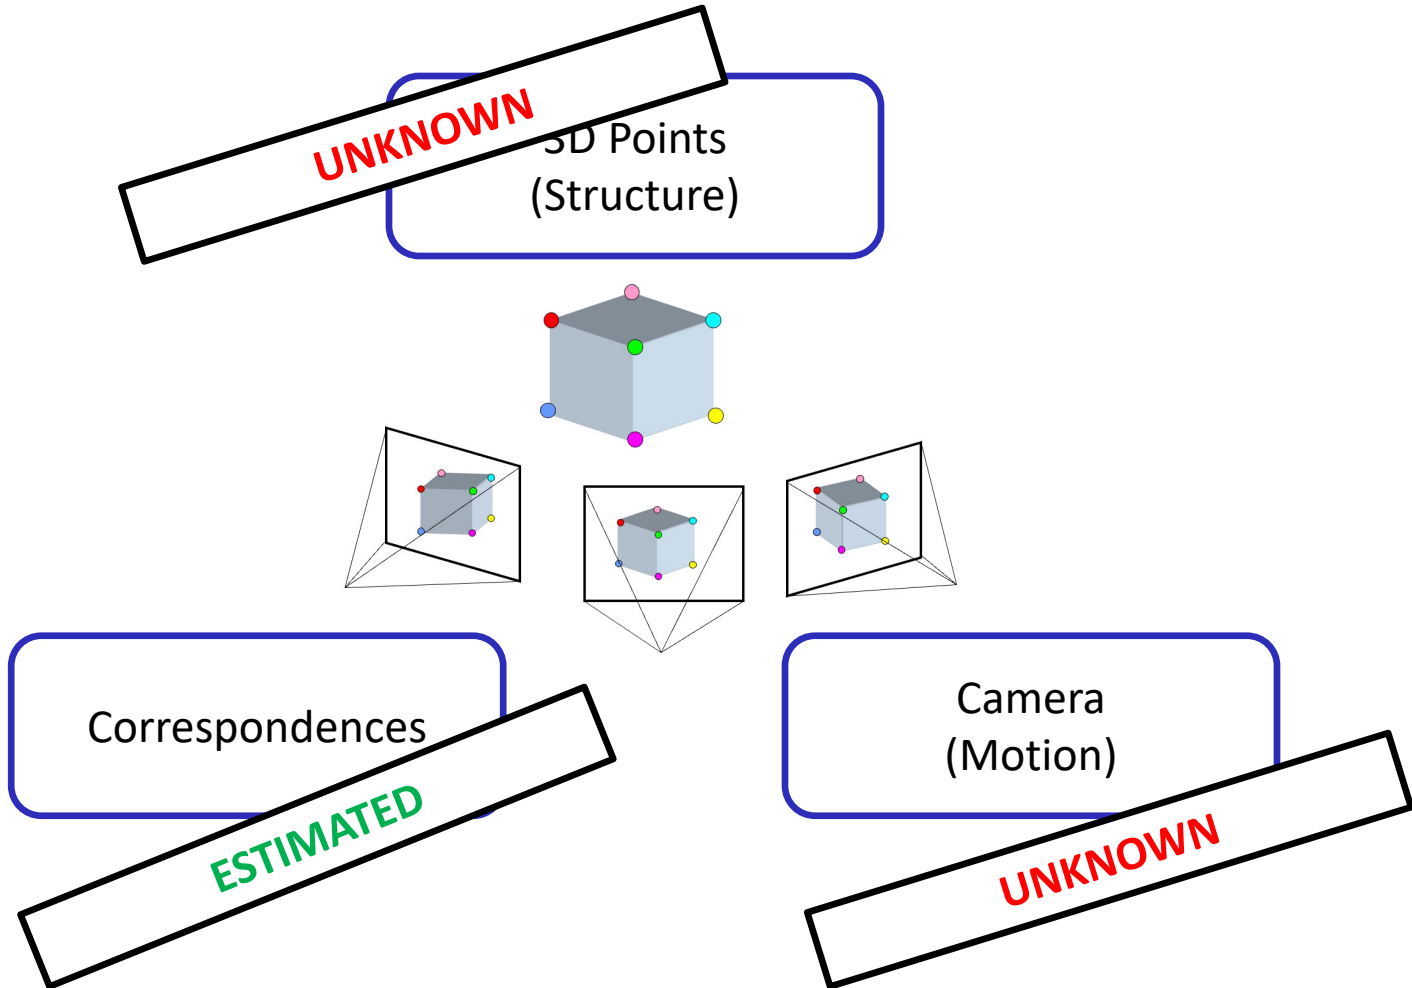 UNKNOWN
3D Points
(Structure)
Correspondences
ESTIMATED
Camera
(Motion)
UNKNOWN